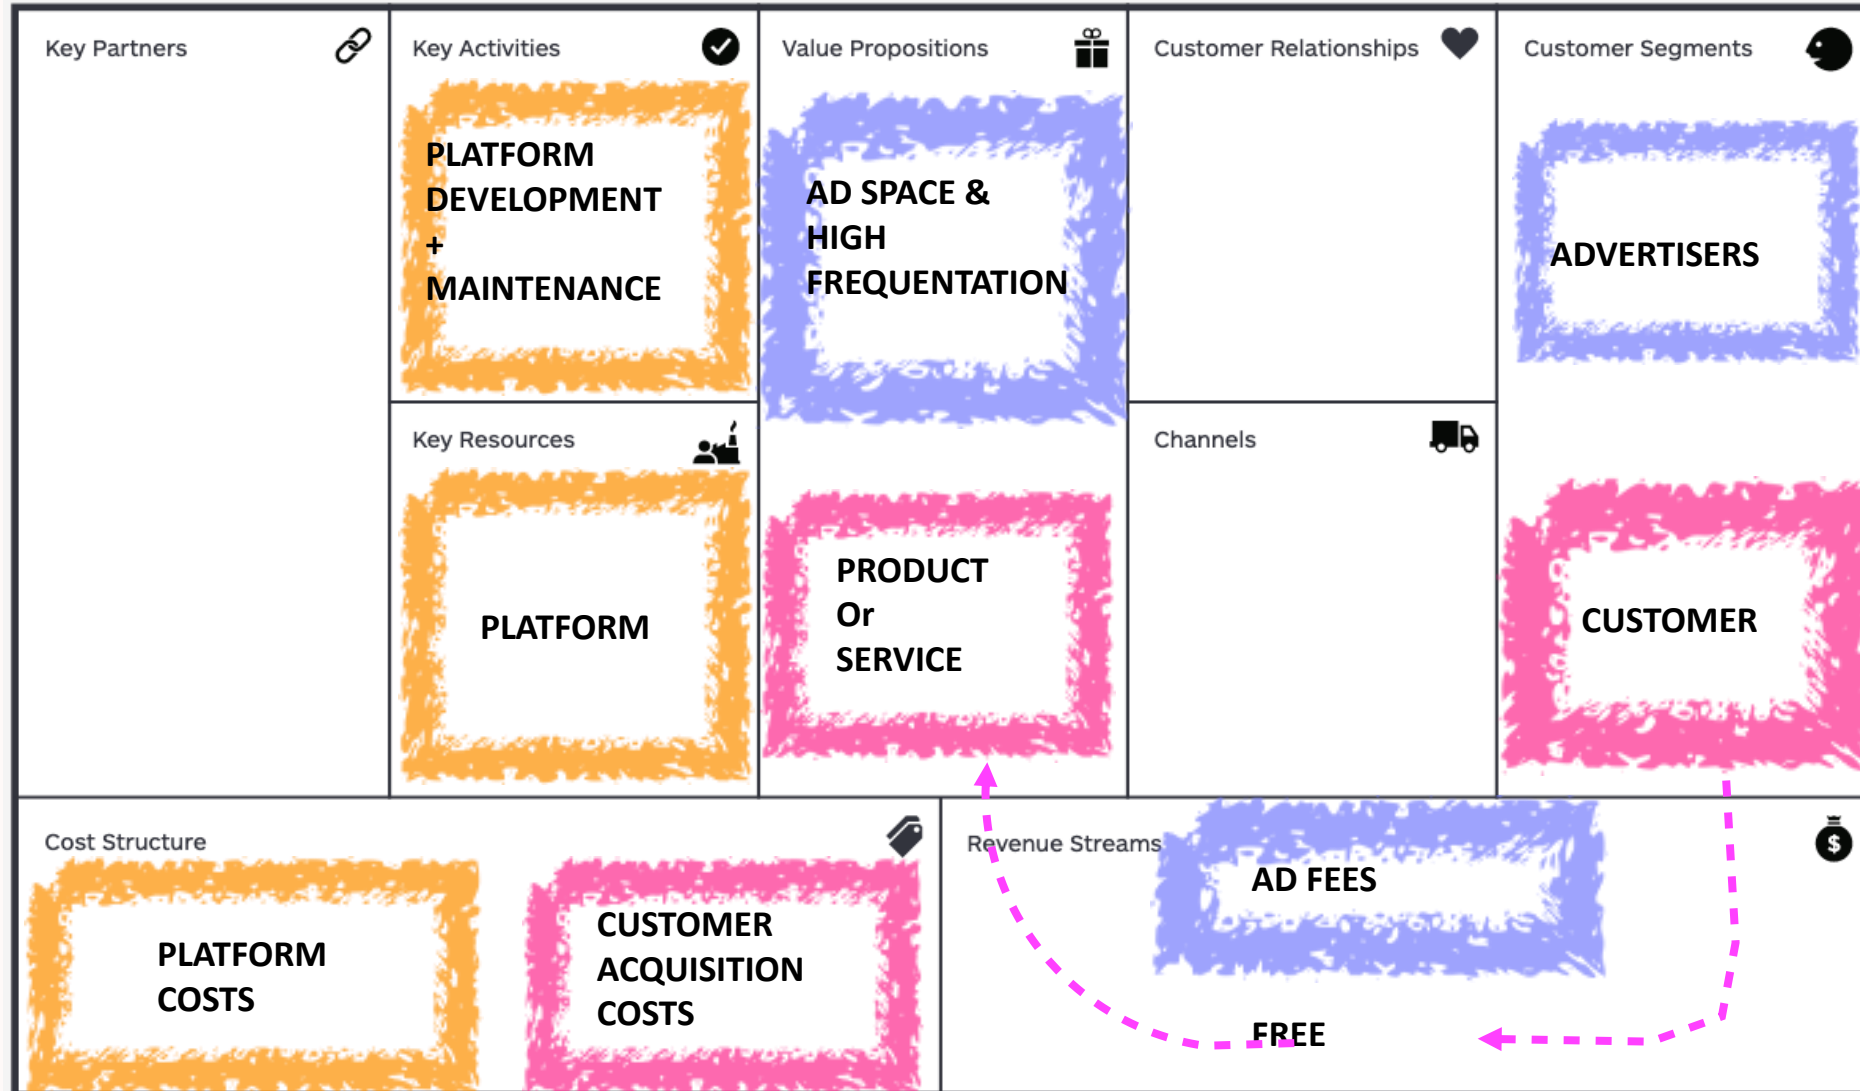 Key Partners
Key Activities
PLATFORM
DEVELOPMENT
+
MAINTENANCE
Key Resources
PLATFORM
Value Propositions
AD SPACE &
HIGH
FREQUENTATION
PRODUCT
Or
SERVICE
Customer Relationships
Channels
Customer Segments
ADVERTISERS
CUSTOMER
Cost Structure
PLATFORM
COSTS
CUSTOMER
ACQUISITION
COSTS
Revenue Streams
$
AD FEES
FREE